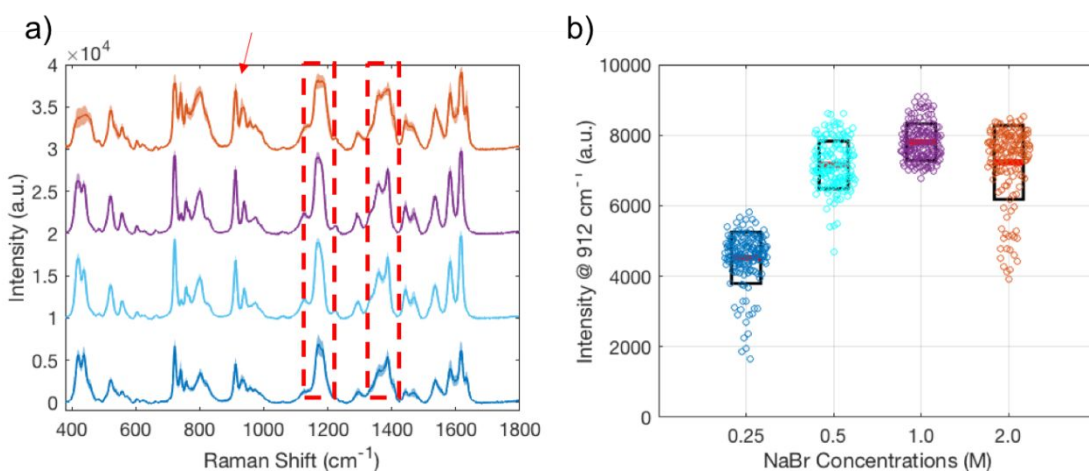 a)
b)
×10⁴
4
3.5
3
2.5
2
1.5
1
0.5
0
Intensity (a.u.)
400 600 800 1000 1200 1400 1600 1800
Raman Shift (cm⁻¹)
10000
8000
6000
4000
2000
0
Intensity @ 912 cm⁻¹ (a.u.)
0.25 0.5 1.0 2.0
NaBr Concentrations (M)